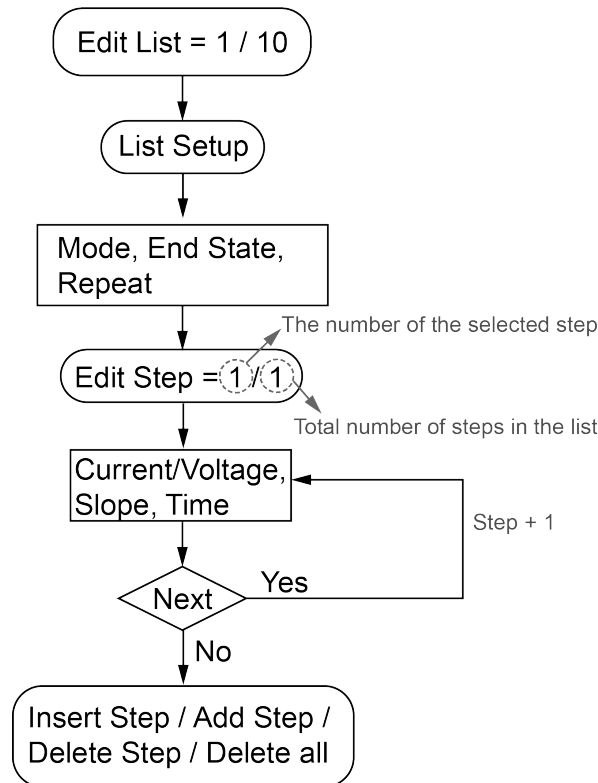 Edit List = 1 / 10
List Setup
Mode, End State,
Repeat
The number of the selected step
Edit Step = 1 / 1
Total number of steps in the list
Current/Voltage,
Slope, Time
Step + 1
Next
Yes
No
Insert Step / Add Step /
Delete Step / Delete all